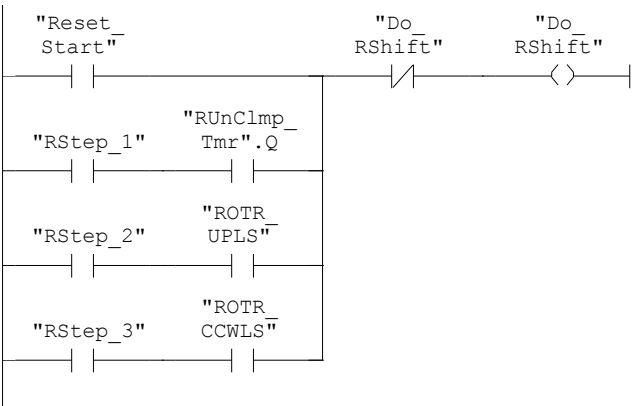 "Reset_ "Do_ "Do_
Start" RShift" RShift"
"RUnClmp_
"RStep_1" Tmr".Q
"ROTR_
"RStep_2" UPLS"
"ROTR_
"RStep_3" CCWLS"